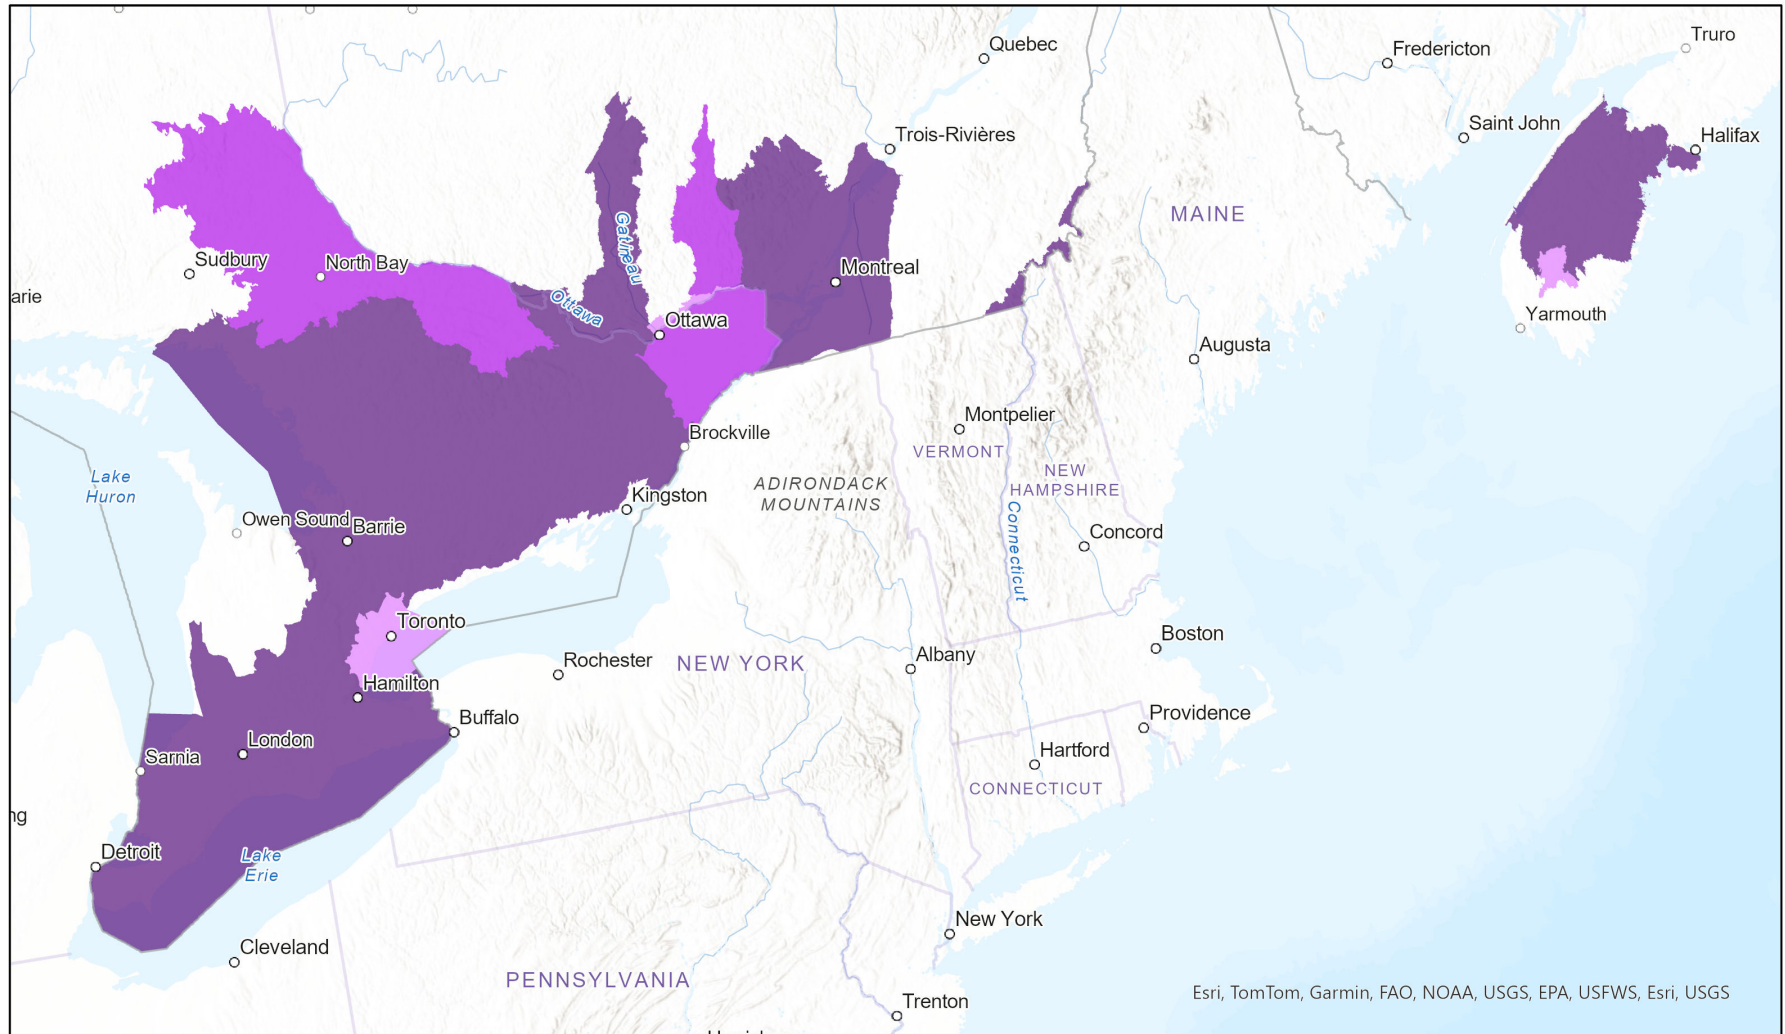 Quebec
Fredericton
Truro
Trois-Rivières
Saint John
Halifax
MAINE
Gatineau
Sudbury
North Bay
Montreal
arie
Ottawa
Ottawa
Yarmouth
Augusta
Montpelier
Brockville
VERMONT
NEW
HAMPSHIRE
Lake
Huron
ADIRONDACK
MOUNTAINS
Kingston
Owen Sound
Barrie
Connecticut
Concord
Toronto
Boston
Rochester
NEW YORK
Albany
Hamilton
Buffalo
Providence
London
Hartford
Sarnia
CONNECTICUT
ng
Detroit
Lake
Erie
New York
Cleveland
PENNSYLVANIA
Esri, TomTom, Garmin, FAO, NOAA, USGS, EPA, USFWS, Esri, USGS
Trenton